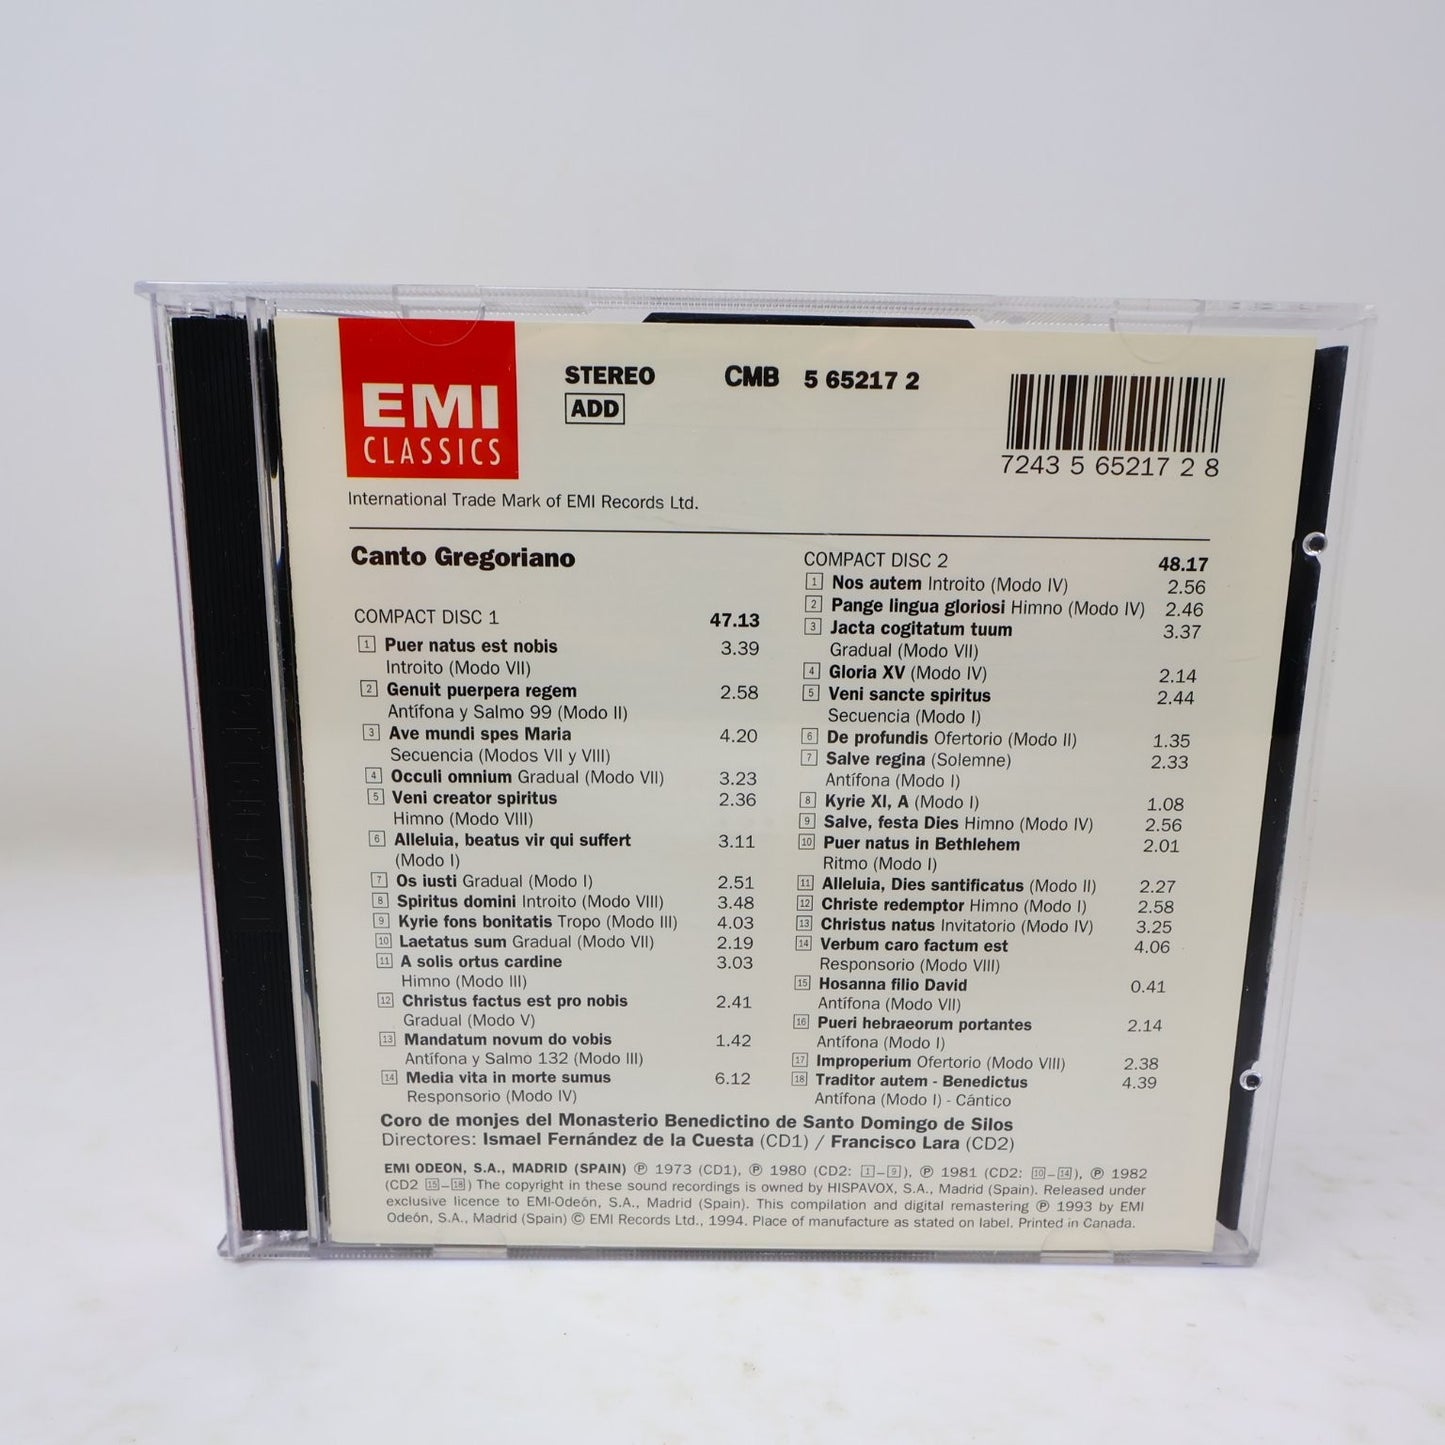 EMI
CLASSICS
STEREO
ADD
CMB 5 65217 2
7243 5 65217 2 8
International Trade Mark of EMI Records Ltd.
Canto Gregoriano
COMPACT DISC 1 47.13
1 Puer natus est nobis 3.39
Introito (Modo VII)
2 Genuit puerpera regem 2.58
Antífona y Salmo 99 (Modo II)
3 Ave mundi spes Maria 4.20
Secuencia (Modos VII y VIII)
4 Occuli omnium Gradual (Modo VII) 3.23
5 Veni creator spiritus 2.36
Himno (Modo VIII)
6 Alleluia, beatus vir qui suffert 3.11
(Modo I)
7 Os iusti Gradual (Modo I) 2.51
8 Spiritus domini Introito (Modo VIII) 3.48
9 Kyrie fons bonitatis Tropo (Modo III) 4.03
10 Laetatus sum Gradual (Modo VII) 2.19
11 A solis ortus cardine 3.03
Himno (Modo III)
12 Christus factus est pro nobis 2.41
Gradual (Modo V)
13 Mandatum novum do vobis 1.42
Antífona y Salmo 132 (Modo III)
14 Media vita in morte sumus 6.12
Responsorio (Modo IV)
COMPACT DISC 2 48.17
1 Nos autem Introito (Modo IV) 2.56
2 Pange lingua gloriosi Himno (Modo IV) 2.46
3 Jacta cogitatum tuum 3.37
Gradual (Modo VII)
4 Gloria XV (Modo IV) 2.14
5 Veni sancte spiritus 2.44
Secuencia (Modo I)
6 De profundis Ofertorio (Modo II) 1.35
7 Salve regina (Solemne) 2.33
Antífona (Modo I)
8 Kyrie XI, A (Modo I) 1.08
9 Salve, festa Dies Himno (Modo IV) 2.56
10 Puer natus in Bethlehem 2.01
Ritmo (Modo I)
11 Alleluia, Dies santificatus (Modo II) 2.27
12 Christe redemptor Himno (Modo I) 2.58
13 Christus natus Invitatorio (Modo IV) 3.25
14 Verbum caro factum est 4.06
Responsorio (Modo VIII)
15 Hosanna filio David 0.41
Antífona (Modo VII)
16 Pueri hebraeorum portantes 2.14
Antífona (Modo I)
17 Improperium Ofertorio (Modo VIII) 2.38
18 Traditor autem - Benedictus 4.39
Antífona (Modo I) - Cántico
Coro de monjes del Monasterio Benedictino de Santo Domingo de Silos
Directores: Ismael Fernández de la Cuesta (CD1) / Francisco Lara (CD2)
EMI ODEON, S.A., MADRID (SPAIN) ℗ 1973 (CD1), ℗ 1980 (CD2: 1–9), ℗ 1981 (CD2: 10–14), ℗ 1982
(CD2 15–18) The copyright in these sound recordings is owned by HISPAVOX, S.A., Madrid (Spain). Released under
exclusive licence to EMI-Odeón, S.A., Madrid (Spain). This compilation and digital remastering ℗ 1993 by EMI
Odeón, S.A., Madrid (Spain) © EMI Records Ltd., 1994. Place of manufacture as stated on label. Printed in Canada.